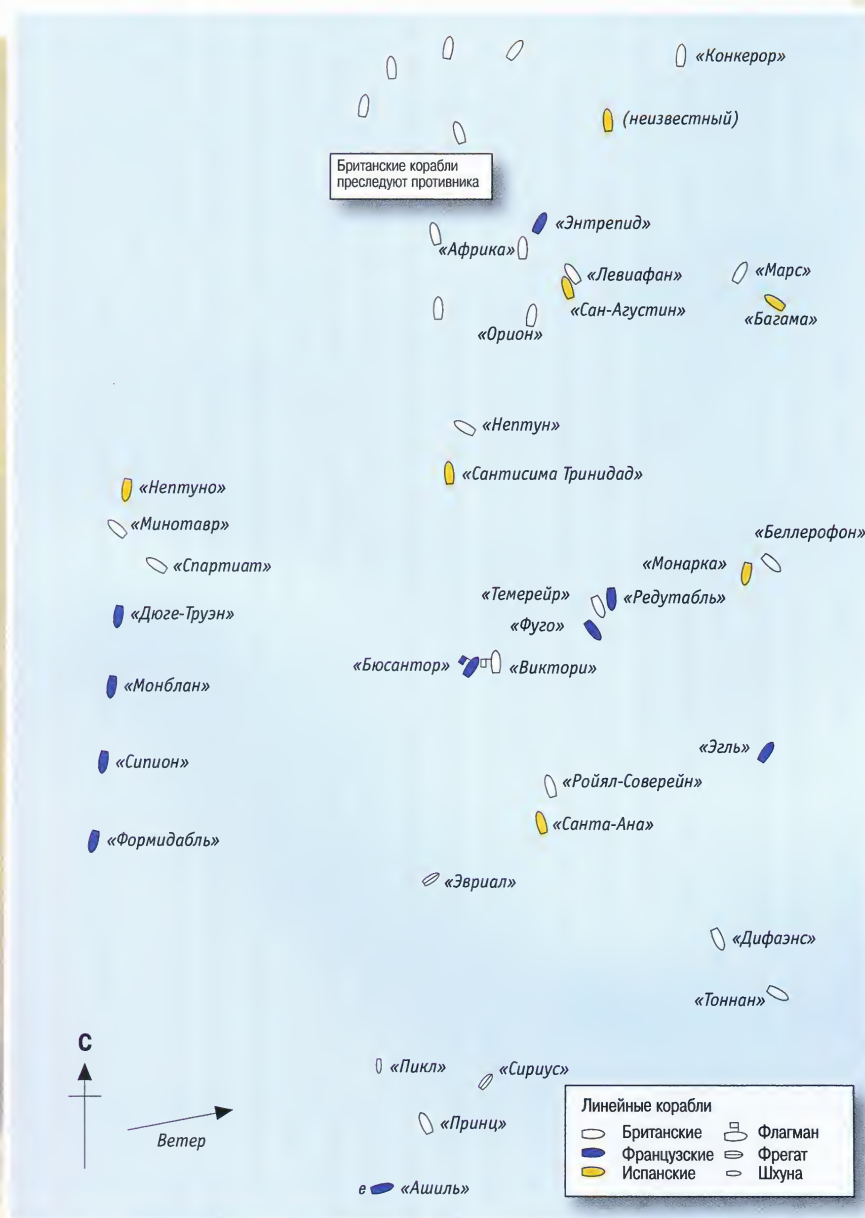 «Конкерор»
(неизвестный)
Британские корабли
преследуют противника
«Энтрепид»
«Африка»
«Левиафан»
«Марс»
«Сан-Агустин»
«Багама»
«Орион»
«Нептун»
«Сантисима Тринидад»
«Нептуно»
«Минотавр»
«Беллерофон»
«Спартиат»
«Монарка»
«Темерейр»
«Редутабль»
«Дюге-Труэн»
«Фуго»
«Бюсантор»
«Виктори»
«Монблан»
«Эгль»
«Сипион»
«Ройял-Соверейн»
«Санта-Ана»
«Формидабль»
«Эвриал»
«Дифаэнс»
«Тоннан»
С
«Пикл»
«Сириус»
Ветер
«Принц»
е «Ашиль»
Линейные корабли
Британские Флагман
Французские Фрегат
Испанские Шхуна